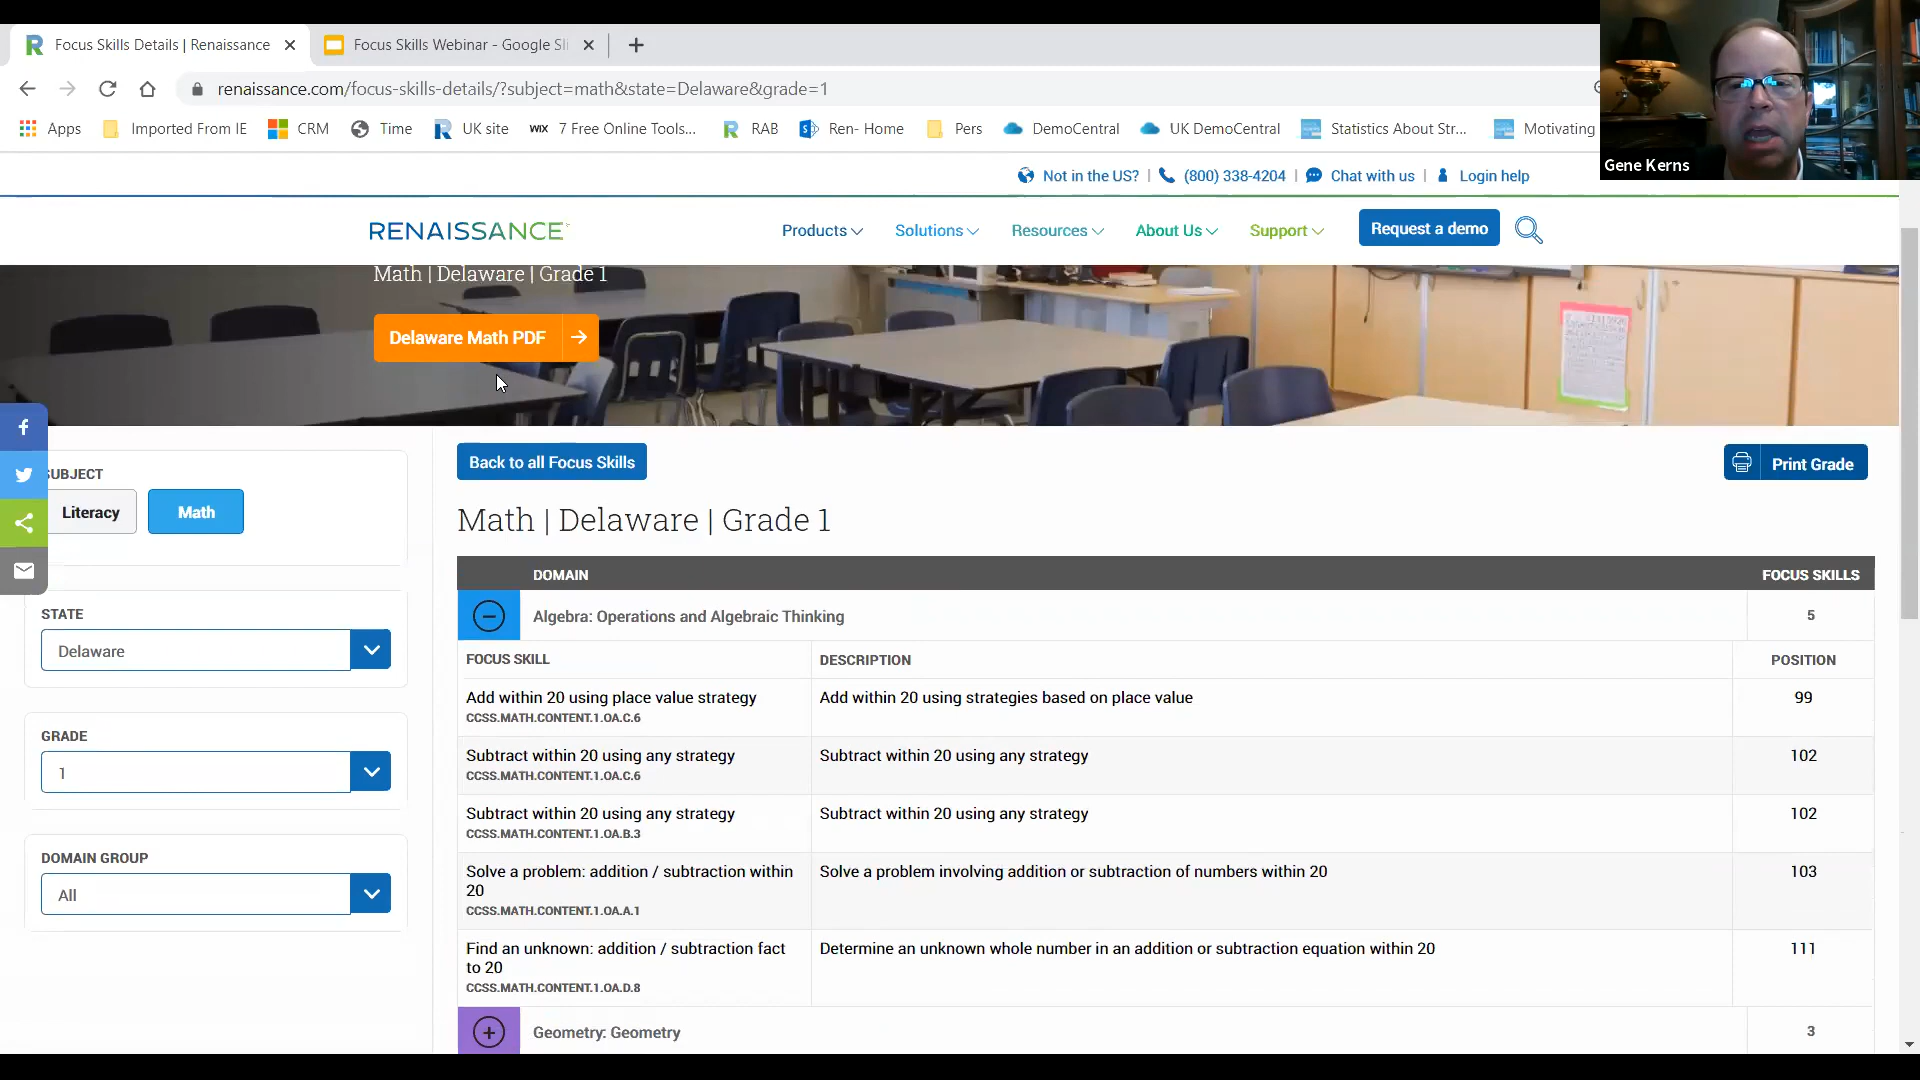 Focus Skills Details | Renaissance
Focus Skills Webinar - Google Sli
renaissance.com/focus-skills-details/?subject=math&state=Delaware&grade=1
Apps
Imported From IE
CRM
Time
UK site
WIX 7 Free Online Tools...
RAB
Ren- Home
Pers
DemoCentral
UK DemoCentral
Statistics About Str...
Motivating
Gene Kerns
Not in the US? | (800) 338-4204 | Chat with us | Login help
RENAISSANCE
Products
Solutions
Resources
About Us
Support
Request a demo
Math | Delaware | Grade 1
Delaware Math PDF
Back to all Focus Skills
Print Grade
UBJECT
Literacy
Math
STATE
Delaware
GRADE
1
DOMAIN GROUP
All
Math | Delaware | Grade 1
DOMAIN FOCUS SKILLS
Algebra: Operations and Algebraic Thinking 5
FOCUS SKILL DESCRIPTION POSITION
Add within 20 using place value strategy Add within 20 using strategies based on place value 99
CCSS.MATH.CONTENT.1.OA.C.6
Subtract within 20 using any strategy Subtract within 20 using any strategy 102
CCSS.MATH.CONTENT.1.OA.C.6
Subtract within 20 using any strategy Subtract within 20 using any strategy 102
CCSS.MATH.CONTENT.1.OA.B.3
Solve a problem: addition / subtraction within Solve a problem involving addition or subtraction of numbers within 20 103
20
CCSS.MATH.CONTENT.1.OA.A.1
Find an unknown: addition / subtraction fact Determine an unknown whole number in an addition or subtraction equation within 20 111
to 20
CCSS.MATH.CONTENT.1.OA.D.8
Geometry: Geometry 3